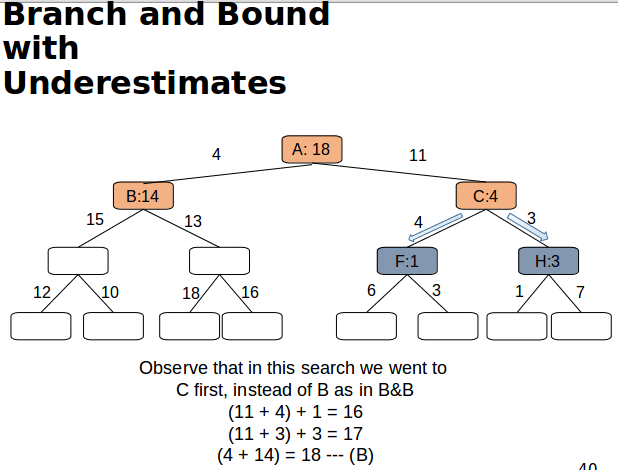 Branch and Bound
with
Underestimates
A: 18
4
11
B:14
C:4
15
13
4
3
F:1
H:3
12
10
18
16
6
3
1
7
Observe that in this search we went to
C first, instead of B as in B&B
(11 + 4) + 1 = 16
(11 + 3) + 3 = 17
(4 + 14) = 18 --- (B)
40